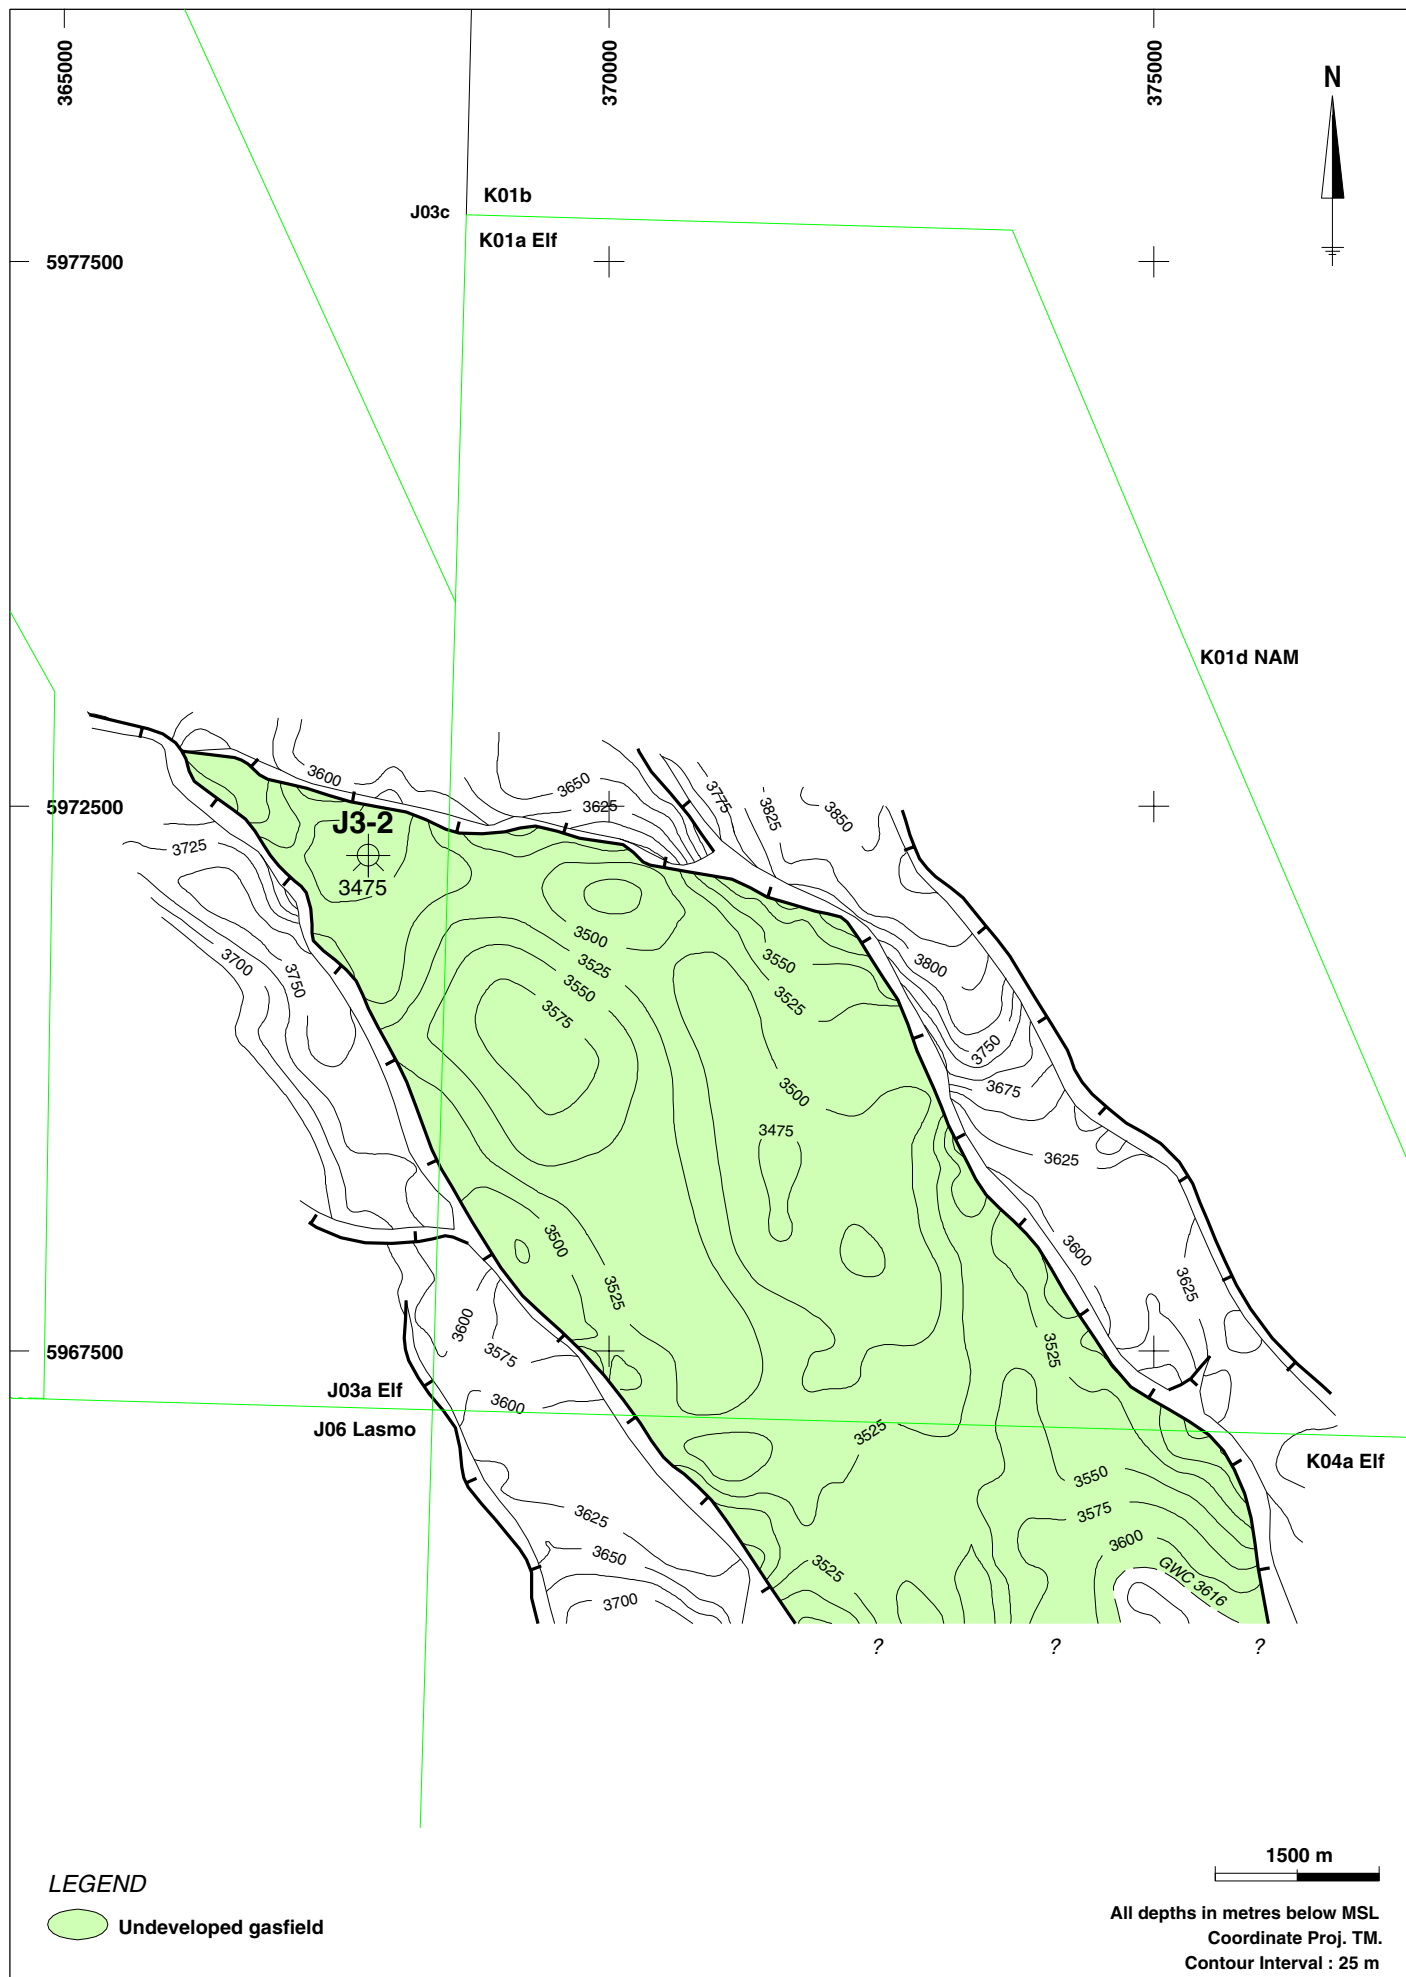 365000
370000
375000
N
K01b
J03c
K01a Elf
5977500
K01d NAM
3600
3650
3625
3775
3825
3850
5972500
J3-2
3475
3725
3500
3525
3550
3575
3550
3525
3800
3700
3750
3750
3675
3500
3475
3625
3500
3525
3600
3625
3600
3575
3525
5967500
J03a Elf
3600
J06 Lasmo
3525
K04a Elf
3550
3575
3600
3625
3650
3525
GWC 3616
3700
?
?
?
1500 m
LEGEND
Undeveloped gasfield
All depths in metres below MSL
Coordinate Proj. TM.
Contour Interval : 25 m